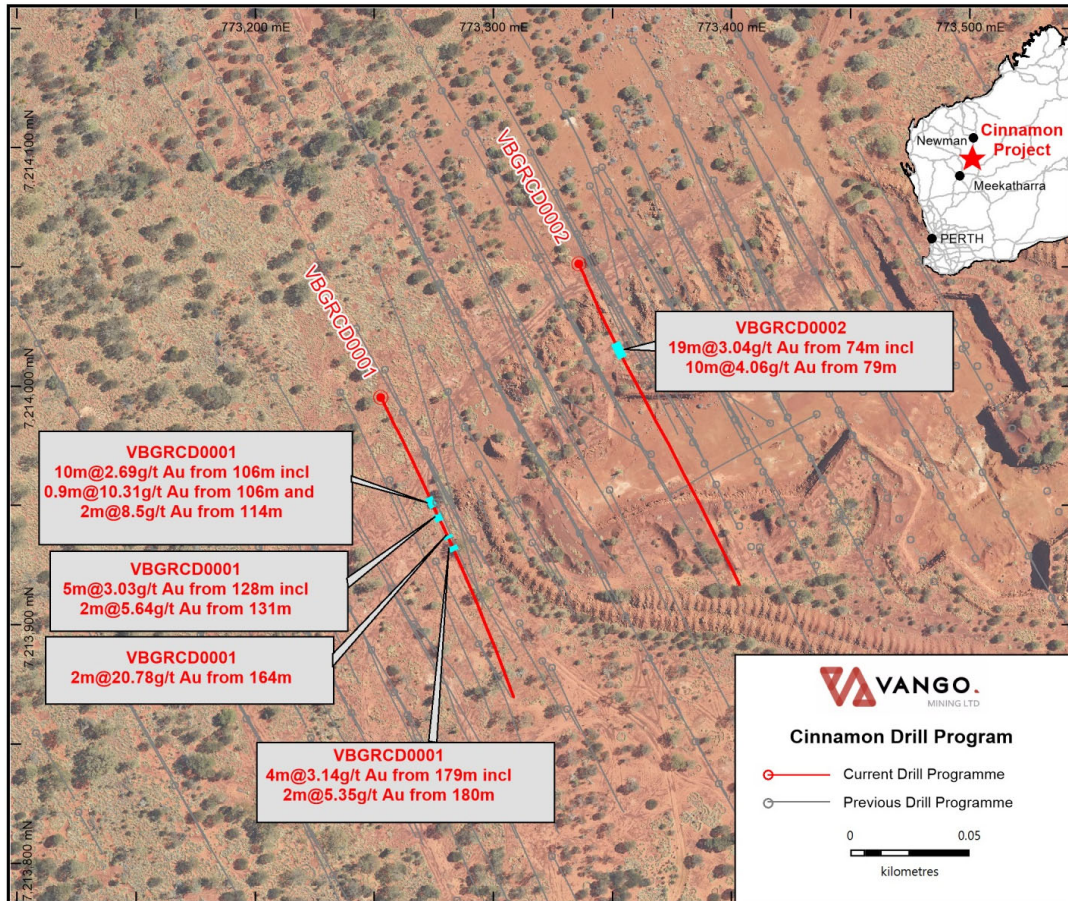 773,200 mE
773,300 mE
773,400 mE
773,500 mE
7,214,100 mN
7,214,000 mN
7,213,900 mN
7,213,800 mN
Newman
Cinnamon
Project
Meekatharra
PERTH
VBGRCD0002
VBGRCD0001
VBGRCD0002
19m@3.04g/t Au from 74m incl
10m@4.06g/t Au from 79m
VBGRCD0001
10m@2.69g/t Au from 106m incl
0.9m@10.31g/t Au from 106m and
2m@8.5g/t Au from 114m
VBGRCD0001
5m@3.03g/t Au from 128m incl
2m@5.64g/t Au from 131m
VBGRCD0001
2m@20.78g/t Au from 164m
VBGRCD0001
4m@3.14g/t Au from 179m incl
2m@5.35g/t Au from 180m
VANGO.
MINING LTD
Cinnamon Drill Program
Current Drill Programme
Previous Drill Programme
0 0.05
kilometres